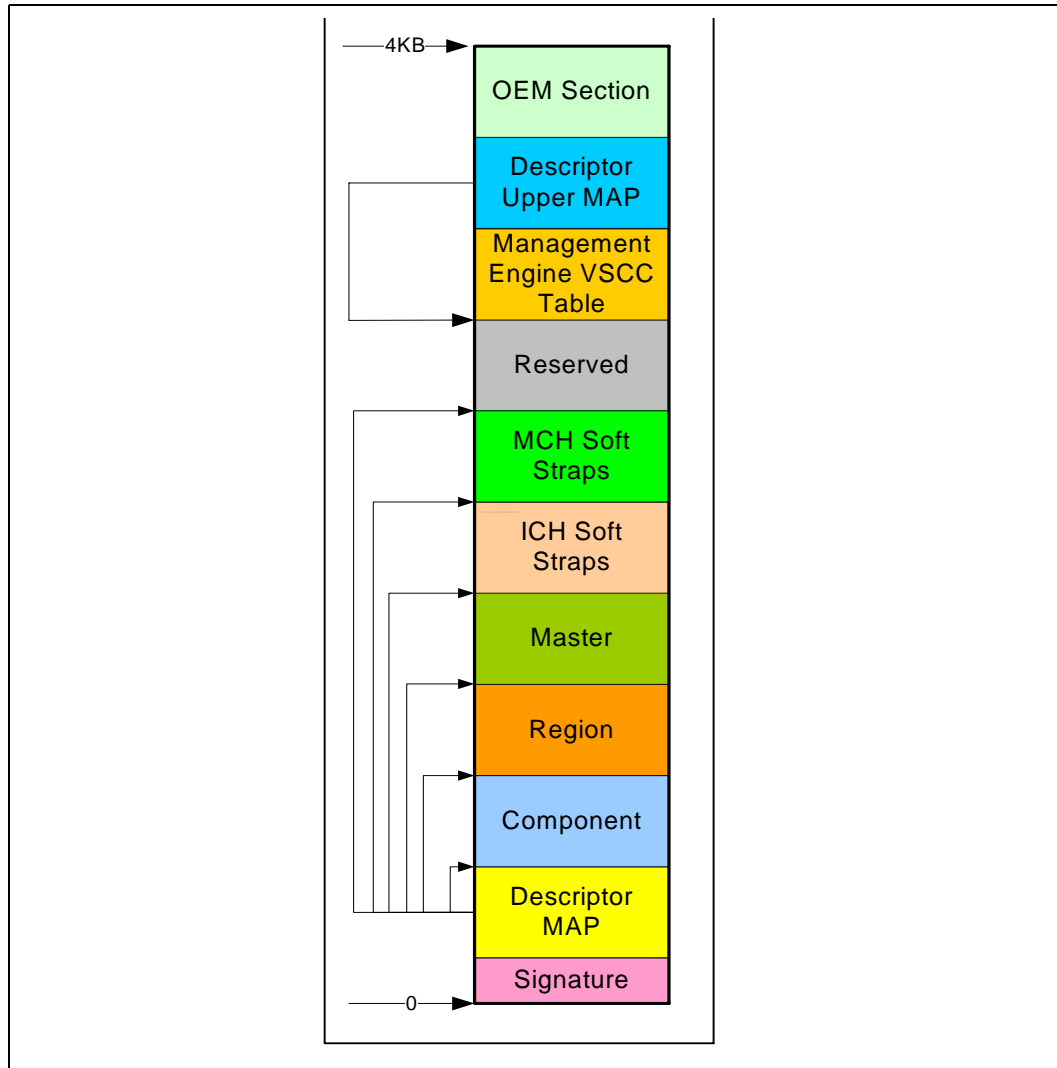 4KB
OEM Section
Descriptor
Upper MAP
Management
Engine VSCC
Table
Reserved
MCH Soft
Straps
ICH Soft
Straps
Master
Region
Component
Descriptor
MAP
Signature
0